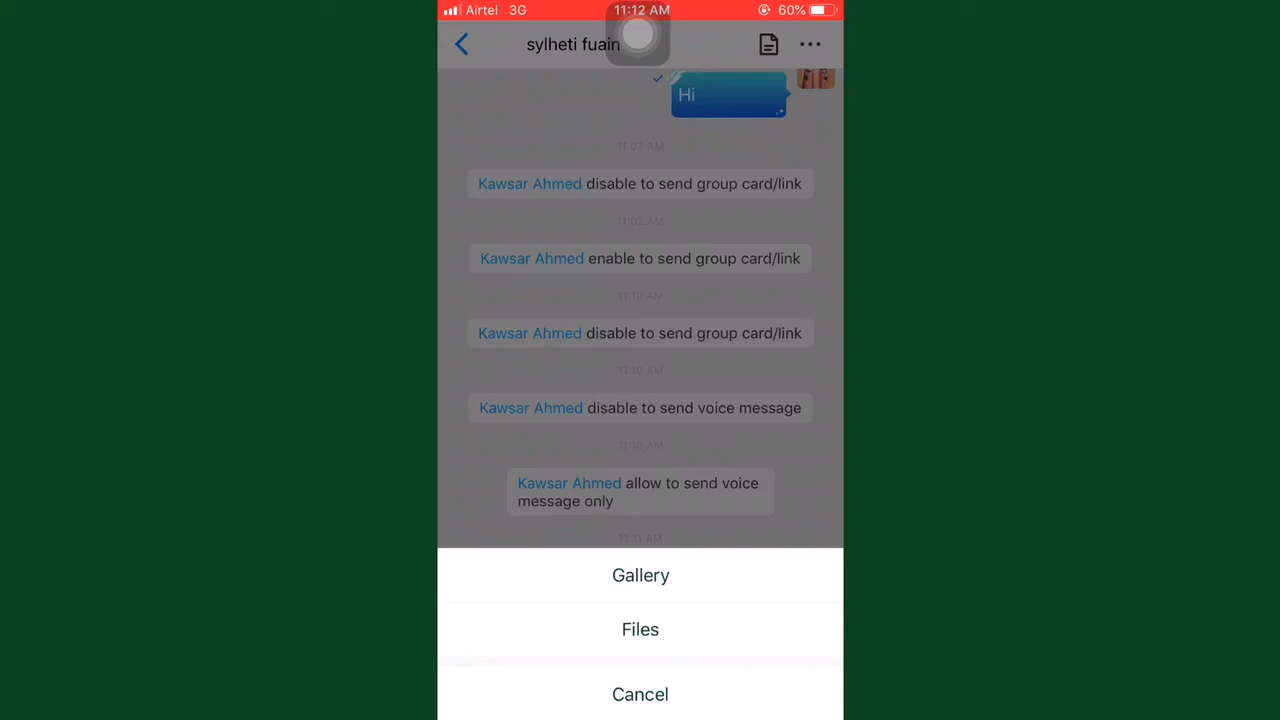 Airtel 3G 11:12 AM 60%
sylheti fuain
Hi
11:02 AM
Kawsar Ahmed disable to send group card/link
11:02 AM
Kawsar Ahmed enable to send group card/link
11:10 AM
Kawsar Ahmed disable to send group card/link
11:10 AM
Kawsar Ahmed disable to send voice message
11:10 AM
Kawsar Ahmed allow to send voice
message only
11:11 AM
Gallery
Files
Cancel